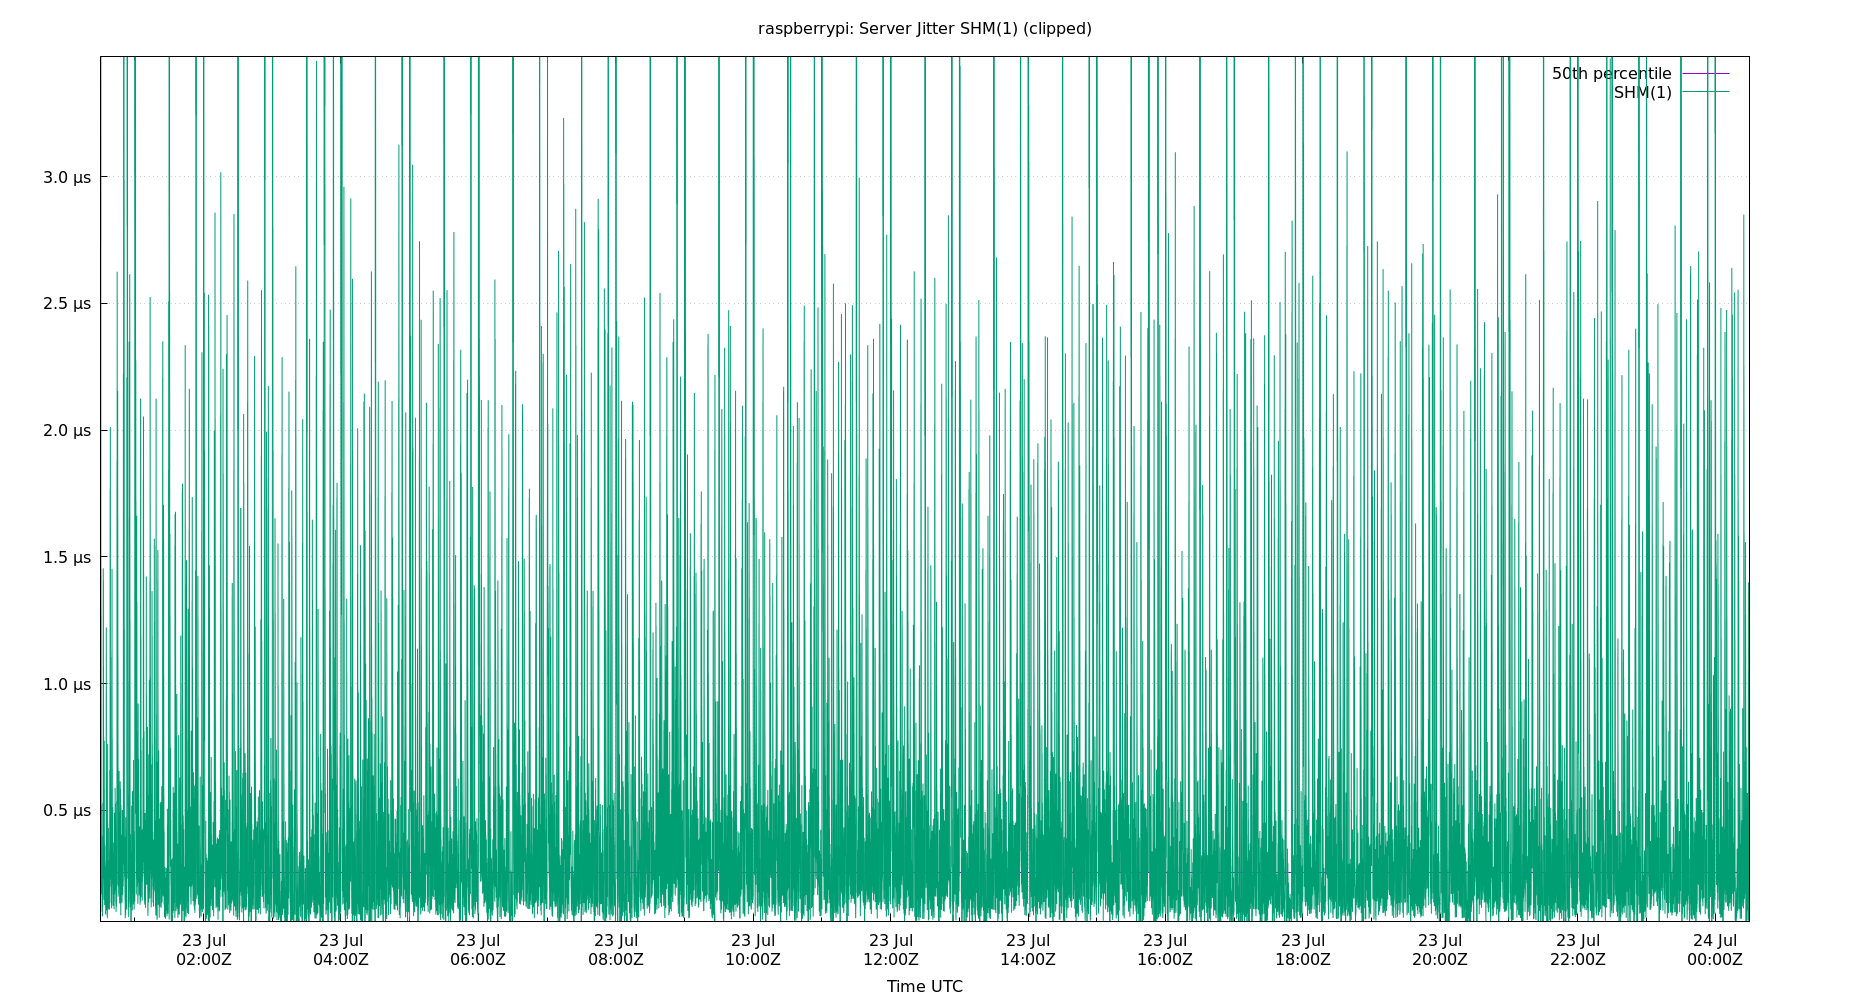 raspberrypi: Server Jitter SHM(1) (clipped)
50th percentile
SHM(1)
3.0 µs
2.5 µs
2.0 µs
1.5 µs
1.0 µs
0.5 µs
23 Jul 23 Jul 23 Jul 23 Jul 23 Jul 23 Jul 23 Jul 23 Jul 23 Jul 23 Jul 23 Jul 24 Jul
02:00Z 04:00Z 06:00Z 08:00Z 10:00Z 12:00Z 14:00Z 16:00Z 18:00Z 20:00Z 22:00Z 00:00Z
Time UTC